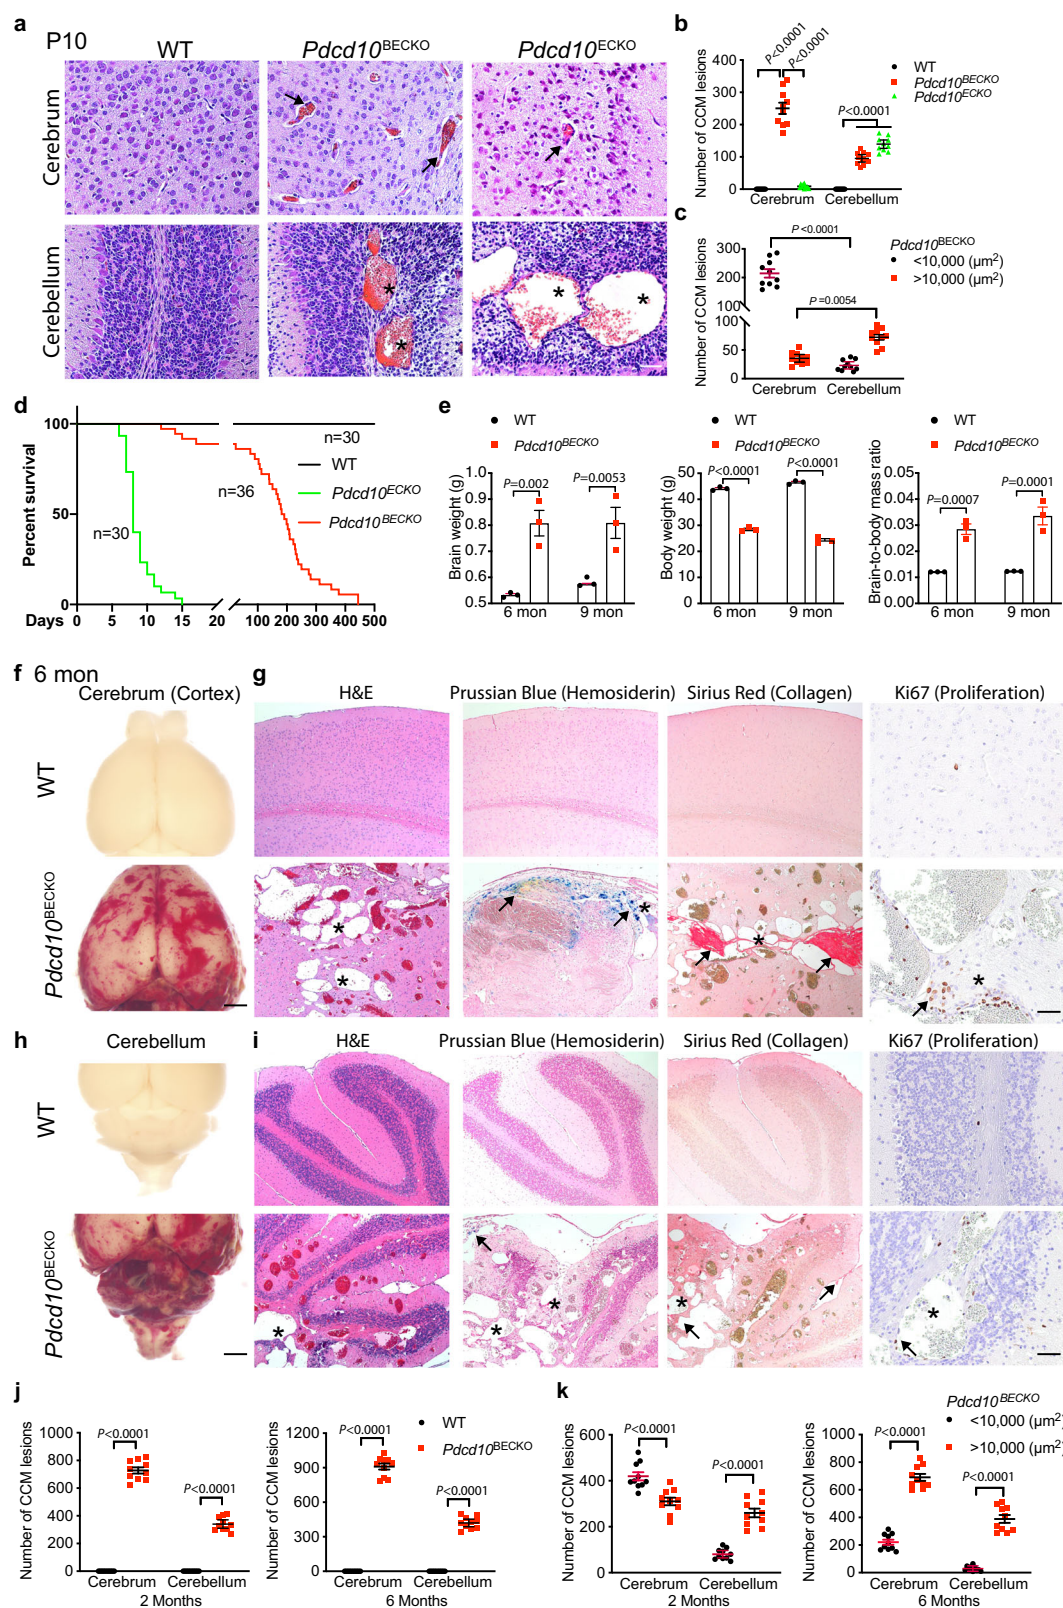 a
P10
WT
Pdcd10BECKO
Pdcd10ECKO
Cerebrum
Cerebellum
*
*
*
*
b
P<0.0001
P<0.0001
WT
Pdcd10BECKO
Pdcd10ECKO
P<0.0001
Number of CCM lesions
400
300
200
100
0
Cerebrum
Cerebellum
c
Pdcd10BECKO
<10,000 (μm²)
>10,000 (μm²)
P<0.0001
P=0.0054
Number of CCM lesions
300
200
100
100
50
0
Cerebrum
Cerebellum
d
Percent survival
100
50
0
n=30
WT
Pdcd10ECKO
Pdcd10BECKO
n=36
n=30
Days
0 5 10 15 20 100 200 300 400 500
e
WT
Pdcd10BECKO
P=0.002
P=0.0053
Brain weight (g)
1.0
0.9
0.8
0.7
0.6
0.5
6 mon
9 mon
WT
Pdcd10BECKO
P<0.0001
P<0.0001
Body weight (g)
50
40
30
20
10
0
6 mon
9 mon
WT
Pdcd10BECKO
P=0.0007
P=0.0001
Brain-to-body mass ratio
0.05
0.04
0.03
0.02
0.01
0.00
6 mon
9 mon
f 6 mon
Cerebrum (Cortex)
WT
Pdcd10BECKO
g
H&E
Prussian Blue (Hemosiderin)
Sirius Red (Collagen)
Ki67 (Proliferation)
*
*
*
*
*
h
Cerebellum
WT
Pdcd10BECKO
i
H&E
Prussian Blue (Hemosiderin)
Sirius Red (Collagen)
Ki67 (Proliferation)
*
*
*
*
*
j
WT
Pdcd10BECKO
Number of CCM lesions
1000
800
600
400
200
0
P<0.0001
P<0.0001
Cerebrum
Cerebellum
2 Months
Number of CCM lesions
1200
900
600
300
0
P<0.0001
P<0.0001
Cerebrum
Cerebellum
6 Months
k
Pdcd10BECKO
<10,000 (μm²
>10,000 (μm²
Number of CCM lesions
600
400
200
0
P<0.0001
P<0.0001
Cerebrum
Cerebellum
2 Months
Number of CCM lesions
1000
800
600
400
200
0
P<0.0001
P<0.0001
Cerebrum
Cerebellum
6 Months